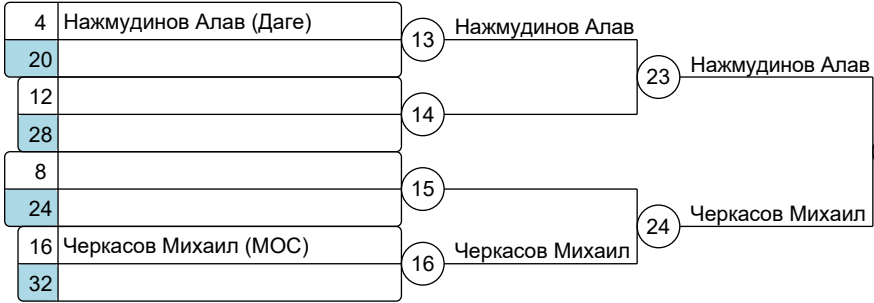 4 Нажмудинов Алав (Даге)
20
13 Нажмудинов Алав
12
28
14
23 Нажмудинов Алав
8
24
15
16 Черкасов Михаил (МОС)
32
16 Черкасов Михаил
24 Черкасов Михаил